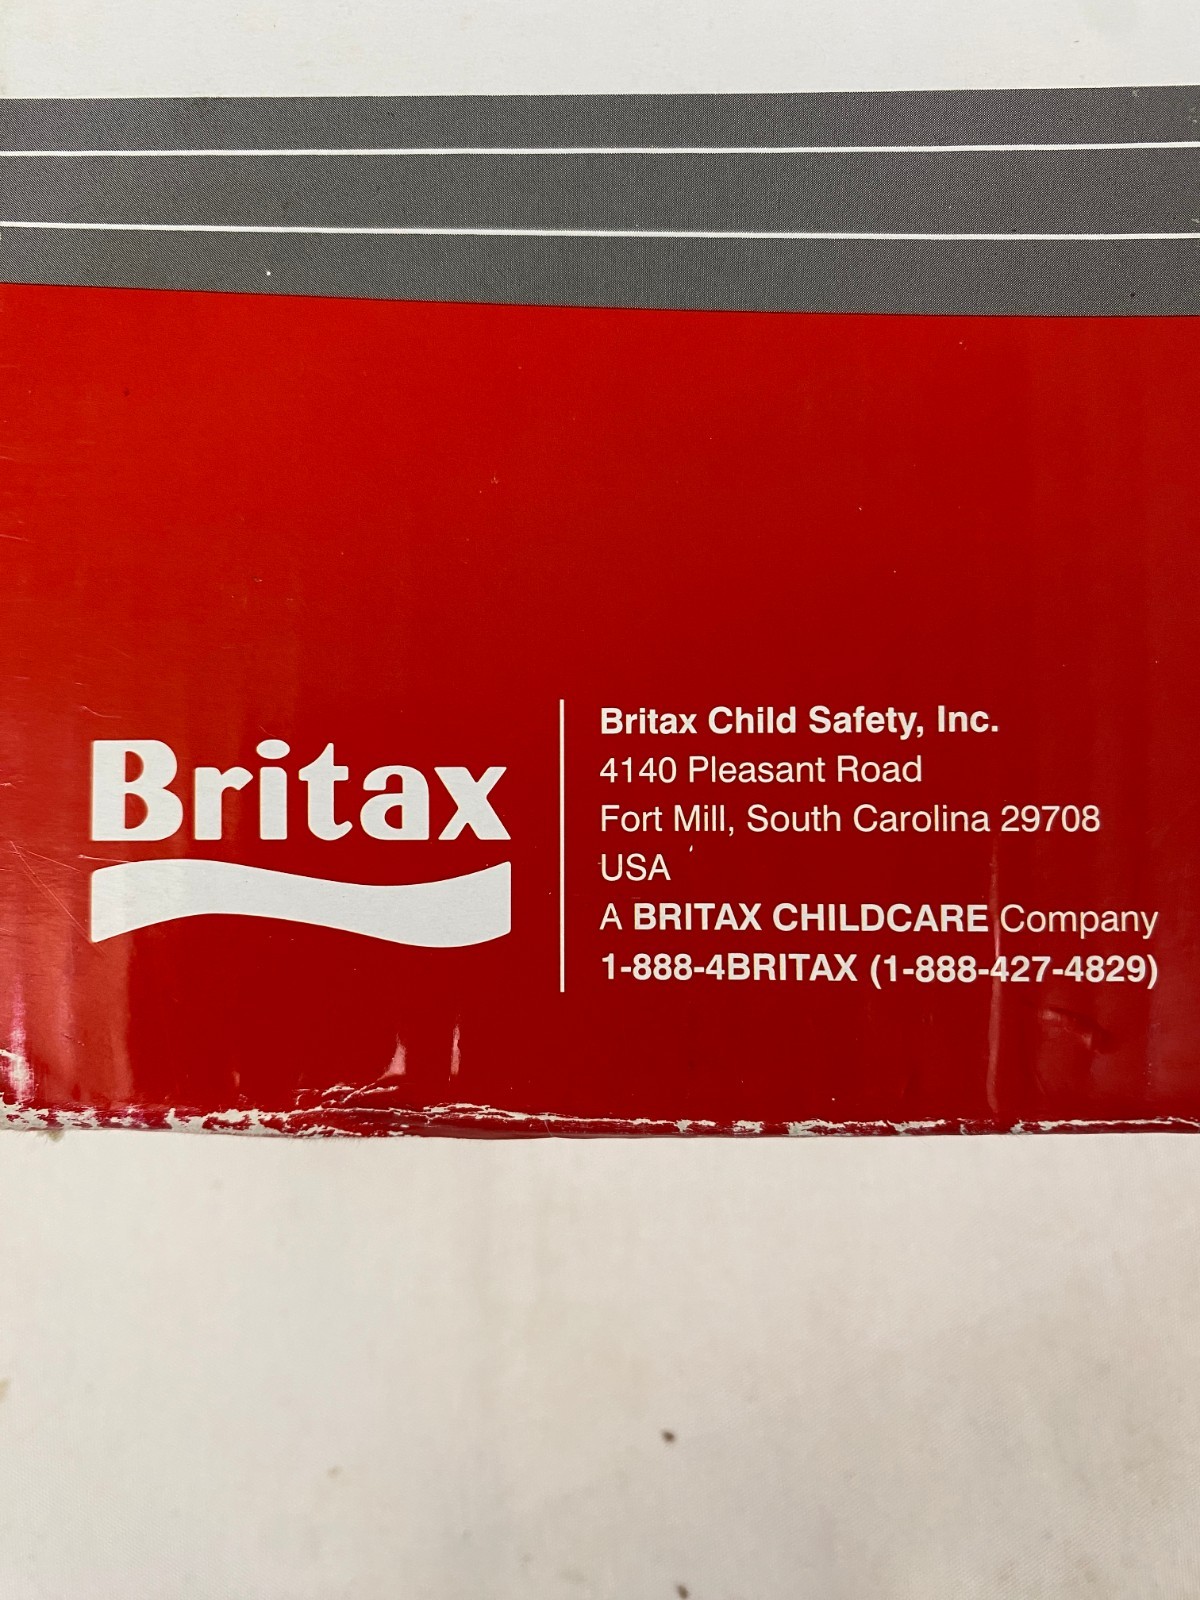 Britax
Britax Child Safety, Inc.
4140 Pleasant Road
Fort Mill, South Carolina 29708
USA
A BRITAX CHILDCARE Company
1-888-4BRITAX (1-888-427-4829)